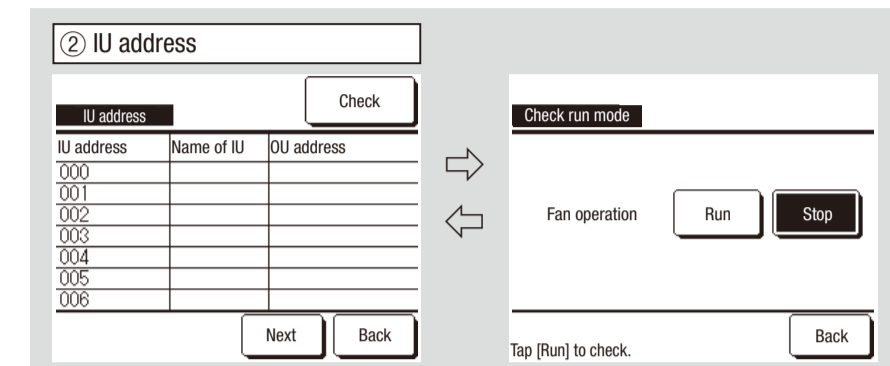 ② IU address
Check
IU address
IU address Name of IU OU address
000
001
002
003
004
005
006
Next Back
Check run mode
Fan operation Run Stop
Tap [Run] to check. Back